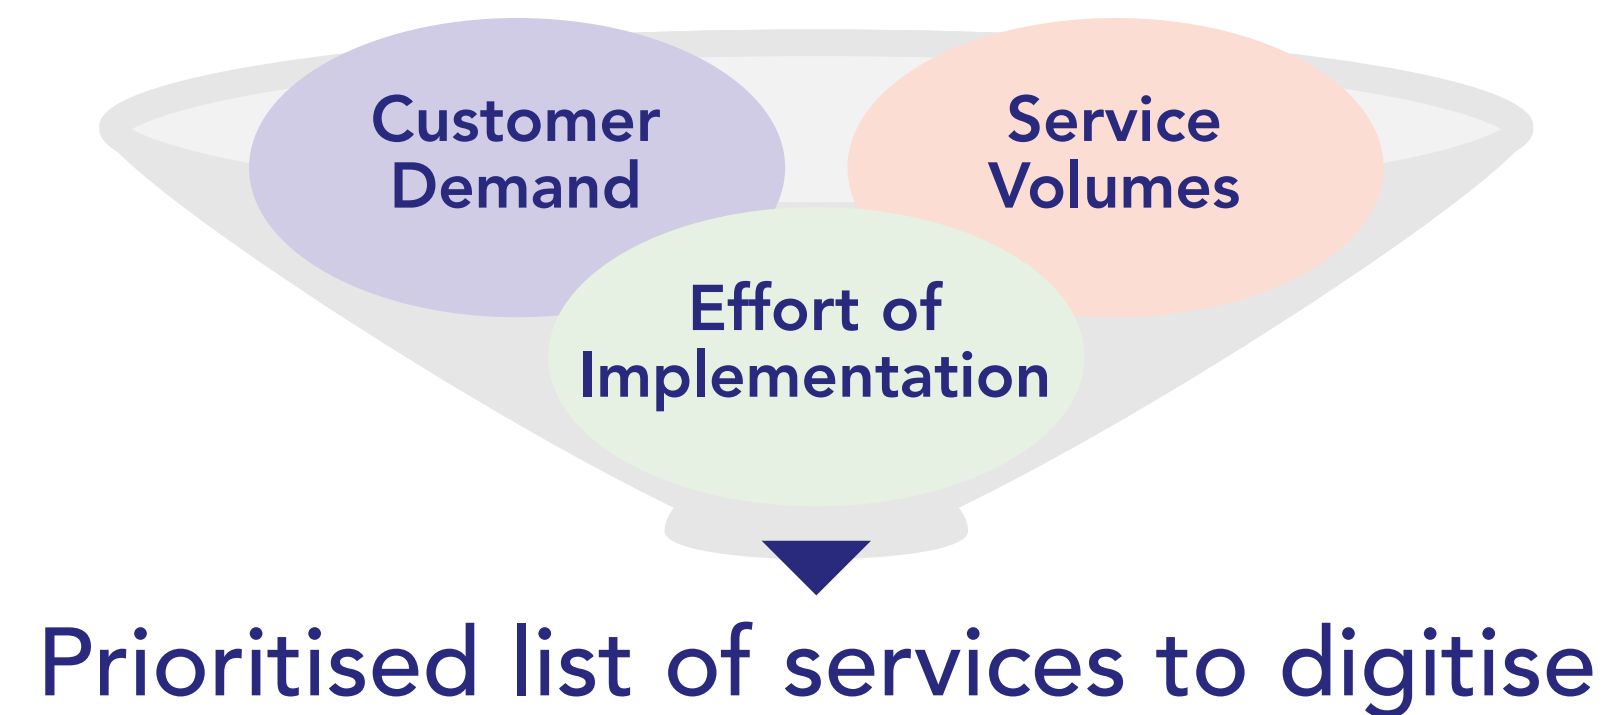 Customer
Demand
Service
Volumes
Effort of
Implementation
Prioritised list of services to digitise